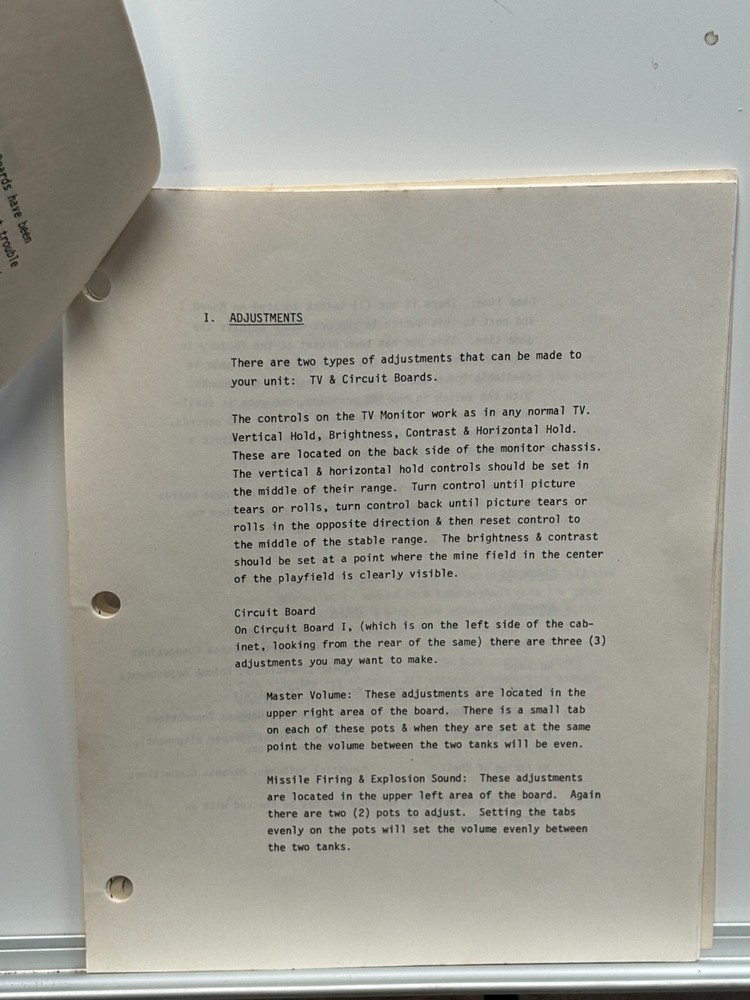 Boards have been
trouble
I. ADJUSTMENTS
There are two types of adjustments that can be made to
your unit: TV & Circuit Boards.
The controls on the TV Monitor work as in any normal TV.
Vertical Hold, Brightness, Contrast & Horizontal Hold.
These are located on the back side of the monitor chassis.
The vertical & horizontal hold controls should be set in
the middle of their range. Turn control until picture
tears or rolls, turn control back until picture tears or
rolls in the opposite direction & then reset control to
the middle of the stable range. The brightness & contrast
should be set at a point where the mine field in the center
of the playfield is clearly visible.
Circuit Board
On Circuit Board I, (which is on the left side of the cab-
inet, looking from the rear of the same) there are three (3)
adjustments you may want to make.
Master Volume: These adjustments are located in the
upper right area of the board. There is a small tab
on each of these pots & when they are set at the same
point the volume between the two tanks will be even.
Missile Firing & Explosion Sound: These adjustments
are located in the upper left area of the board. Again
there are two (2) pots to adjust. Setting the tabs
evenly on the pots will set the volume evenly between
the two tanks.